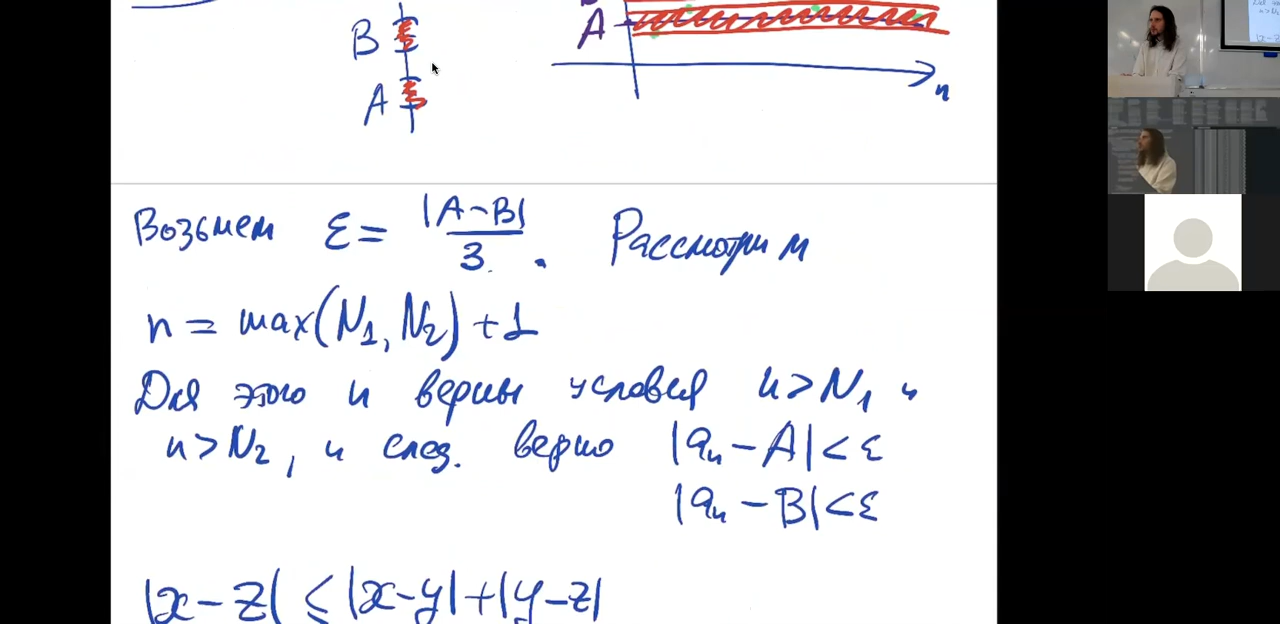 B
A
A
n
Возьмем ε = |A-B| / 3 . Рассмотрим
n = max(N₁, N₂) + 1
Для этого n верны условия n > N₁ и
n > N₂, и след. верно |aₙ - A| < ε
|aₙ - B| < ε
|x - z| ≤ |x - y| + |y - z|